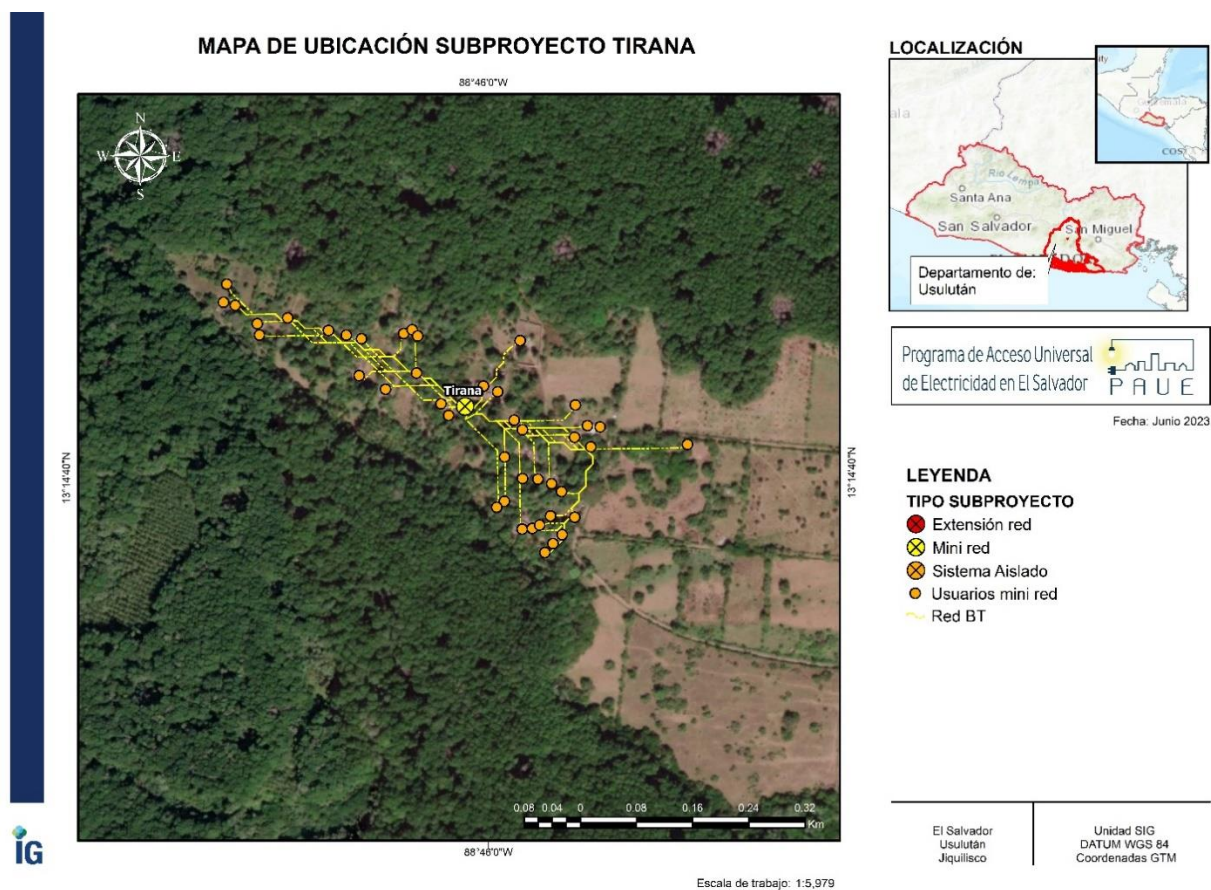 MAPA DE UBICACIÓN SUBPROYECTO TIRANA
88°46'0"W
N
W
E
S
13°14'40"N
13°14'40"N
Tirana
0.08 0.04 0 0.08 0.16 0.24 0.32
Km
88°46'0"W
Escala de trabajo: 1:5,979
iG
LOCALIZACIÓN
Guatemala
Río Lempa
Santa Ana
San Salvador
San Miguel
Departamento de:
Usulután
Programa de Acceso Universal
de Electricidad en El Salvador
PAUE
Fecha: Junio 2023
LEYENDA
TIPO SUBPROYECTO
Extensión red
Mini red
Sistema Aislado
Usuarios mini red
Red BT
El Salvador
Usulután
Jiquilisco
Unidad SIG
DATUM WGS 84
Coordenadas GTM